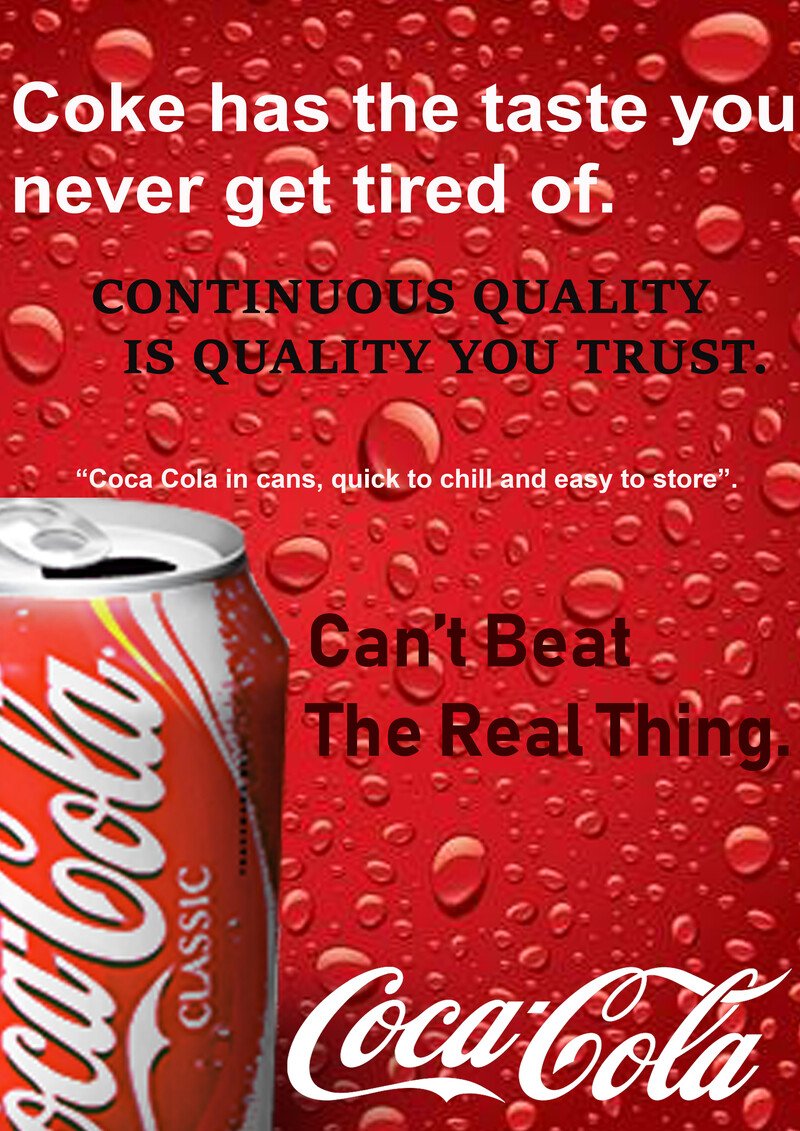 Coke has the taste you
never get tired of.
CONTINUOUS QUALITY
IS QUALITY YOU TRUST.
“Coca Cola in cans, quick to chill and easy to store”.
Can’t Beat
The Real Thing.
Coca-Cola
CLASSIC
oca
Coca-Cola